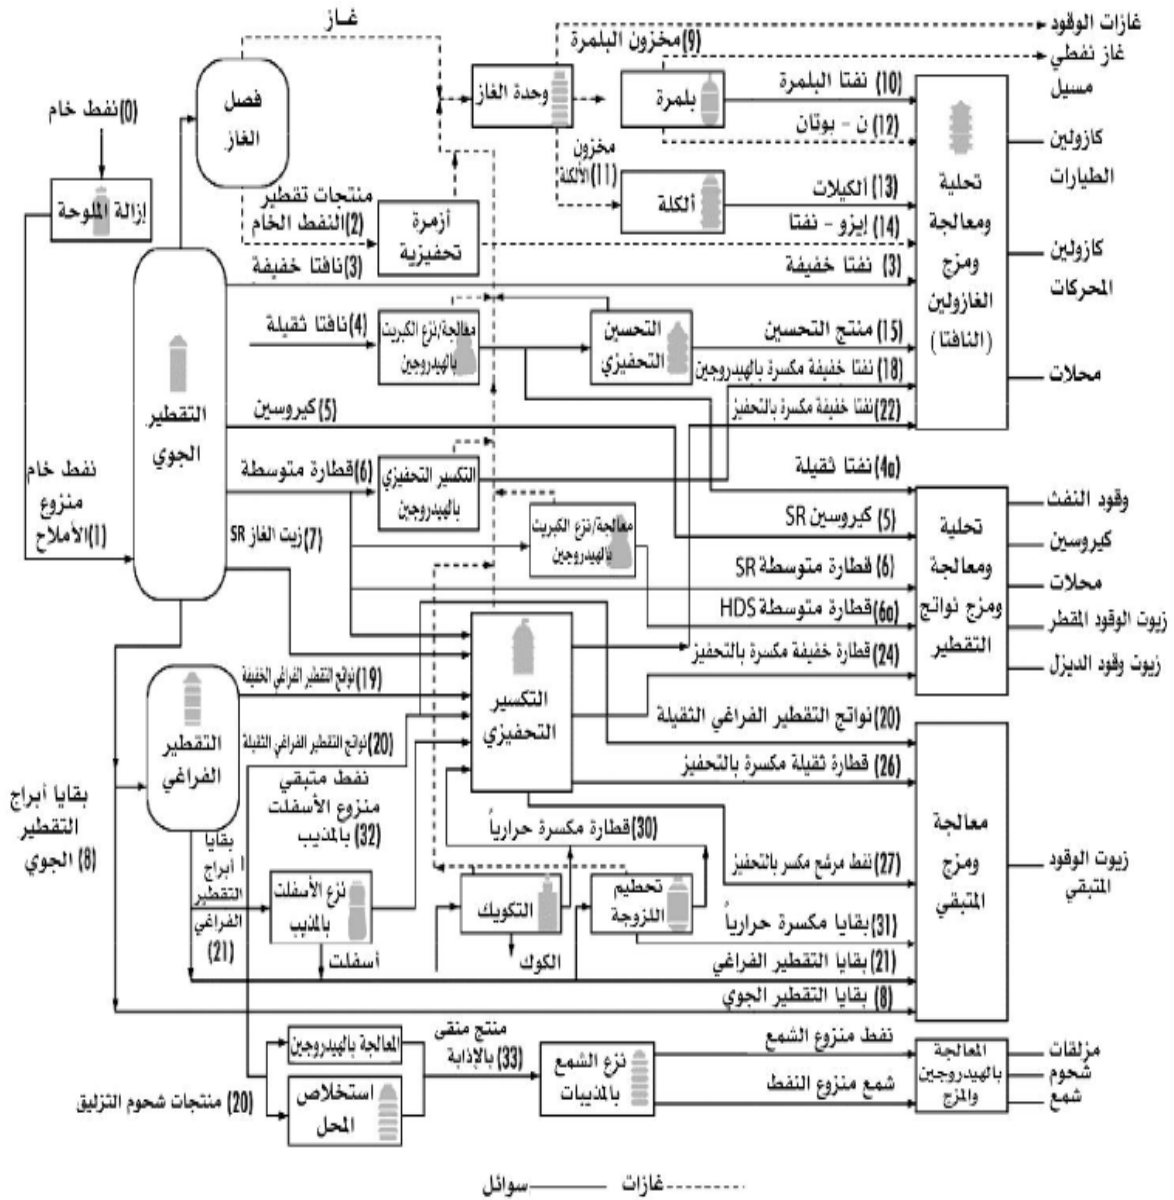 غاز
غازات الوقود
غاز نفطي
مسيل
كازولين
الطيارات
كازولين
المحركات
محلات
(9)مخزون البلمرة
وحدة الغاز
بلمرة
(10) نفتا البلمرة
(12) ن - بوتان
مخزون
(11)الألكلة
ألكلة
(13) ألكيلات
(14) إيزو - نفتا
(3) نفتا خفيفة
تحلية
ومعالجة
ومزج
الغازولين
(النافتا)
فصل
الغاز
(0)نفط خام
إزالة الملوحة
منتجات تقطير
(2)النفط الخام
أزمرة
تحفيزية
(3)نافتا خفيفة
(4)نافتا ثقيلة
معالجة/نزع الكبريت
بالهيدروجين
التحسين
التحفيزي
(15) منتج التحسين
(18) نفتا خفيفة مكسرة بالهيدروجين
(22)نفتا خفيفة مكسرة بالتحفيز
التقطير
الجوي
(5) كيروسين
(6)قطارة متوسطة
(7) زيت الغاز SR
نفط خام
منزوع
(1)الأملاح
التكسير التحفيزي
بالهيدروجين
معالجة/نزع الكبريت
بالهيدروجين
(4a) نفتا ثقيلة
(5) كيروسين SR
(6) قطارة متوسطة SR
(6a)قطارة متوسطة HDS
(24)قطارة خفيفة مكسرة بالتحفيز
تحلية
ومعالجة
ومزج نواتج
التقطير
وقود النفث
كيروسين
محلات
زيوت الوقود المقطر
زيوت وقود الديزل
التكسير
التحفيزي
(19)نواتج التقطير الفراغي الخفيفة
(20)نواتج التقطير الفراغي الثقيلة
التقطير
الفراغي
نفط متبقي
منزوع الأسفلت
(32) بالمذيب
(20)نواتج التقطير الفراغي الثقيلة
(26) قطارة ثقيلة مكسرة بالتحفيز
(27)نفط مرشح مكسر بالتحفيز
(31)بقايا مكسرة حرارياً
(21)بقايا التقطير الفراغي
(8) بقايا التقطير الجوي
معالجة
ومزج
المتبقي
زيوت الوقود
المتبقي
بقايا أبراج
التقطير
(8) الجوي
بقايا
أبراج
التقطير
الفراغي
(21)
(30)قطارة مكسرة حرارياً
نزع الأسفلت
بالمذيب
أسفلت
التكويك
الكوك
تحطيم
اللزوجة
المعالجة بالهيدروجين
استخلاص
المحل
(20) منتجات شحوم التزليق
منتج منقى
(33) بالإذابة
نزع الشمع
بالمذيبات
نفط منزوع الشمع
شمع منزوع النفط
المعالجة
بالهيدروجين
والمزج
مزلقات
شحوم
شمع
غازات
سوائل